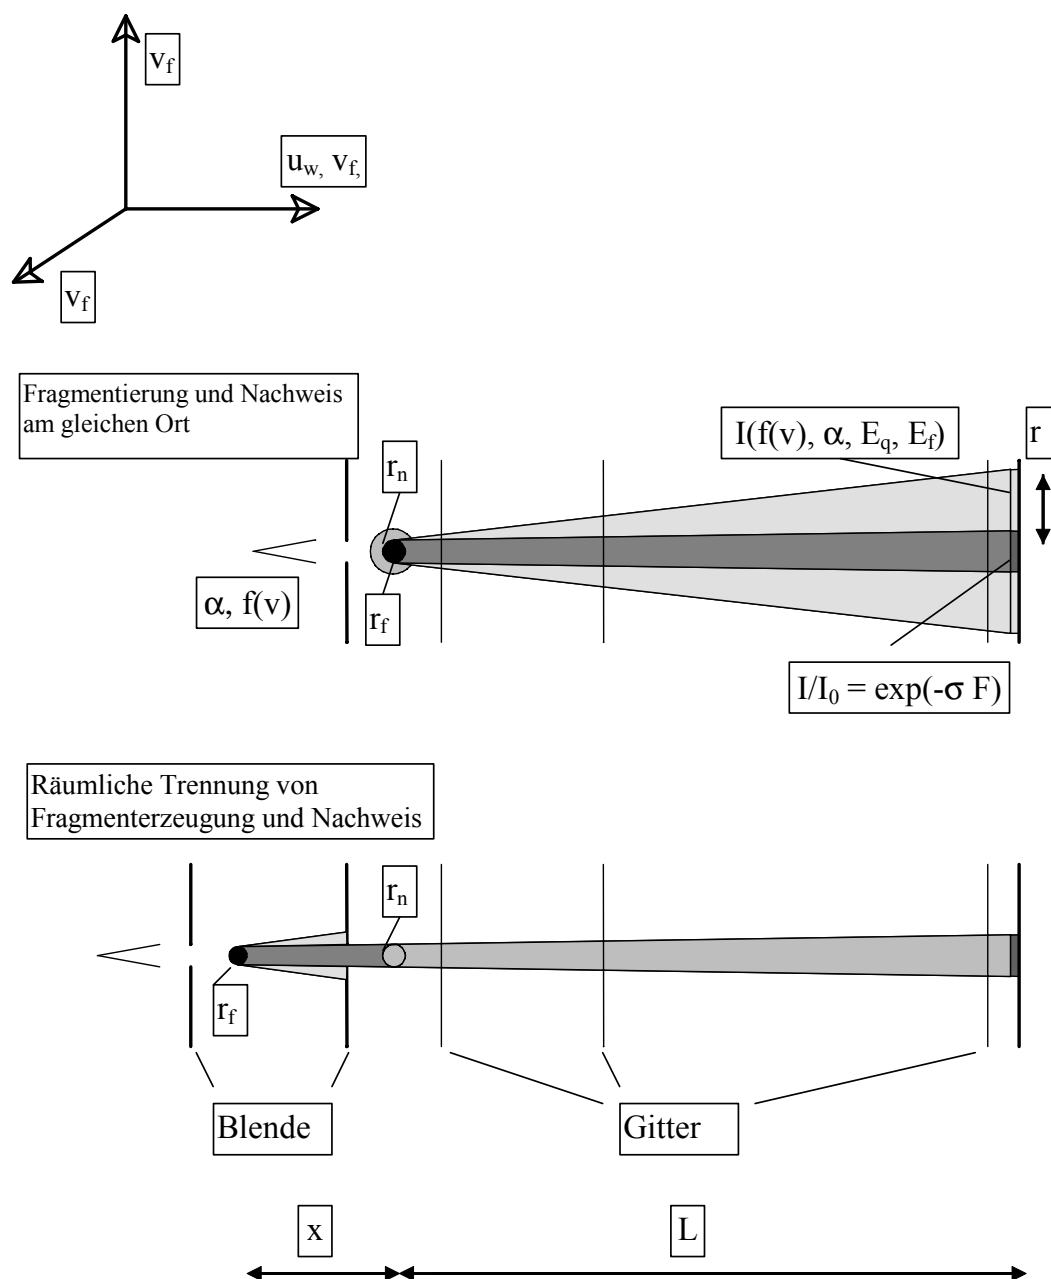 v_f
u_w, v_f,
v_f
Fragmentierung und Nachweis
am gleichen Ort
I(f(v), α, E_q, E_f)
r
r_n
α, f(v)
r_f
I/I_0 = exp(-σ F)
Räumliche Trennung von
Fragmenterzeugung und Nachweis
r_n
r_f
Blende
Gitter
x
L